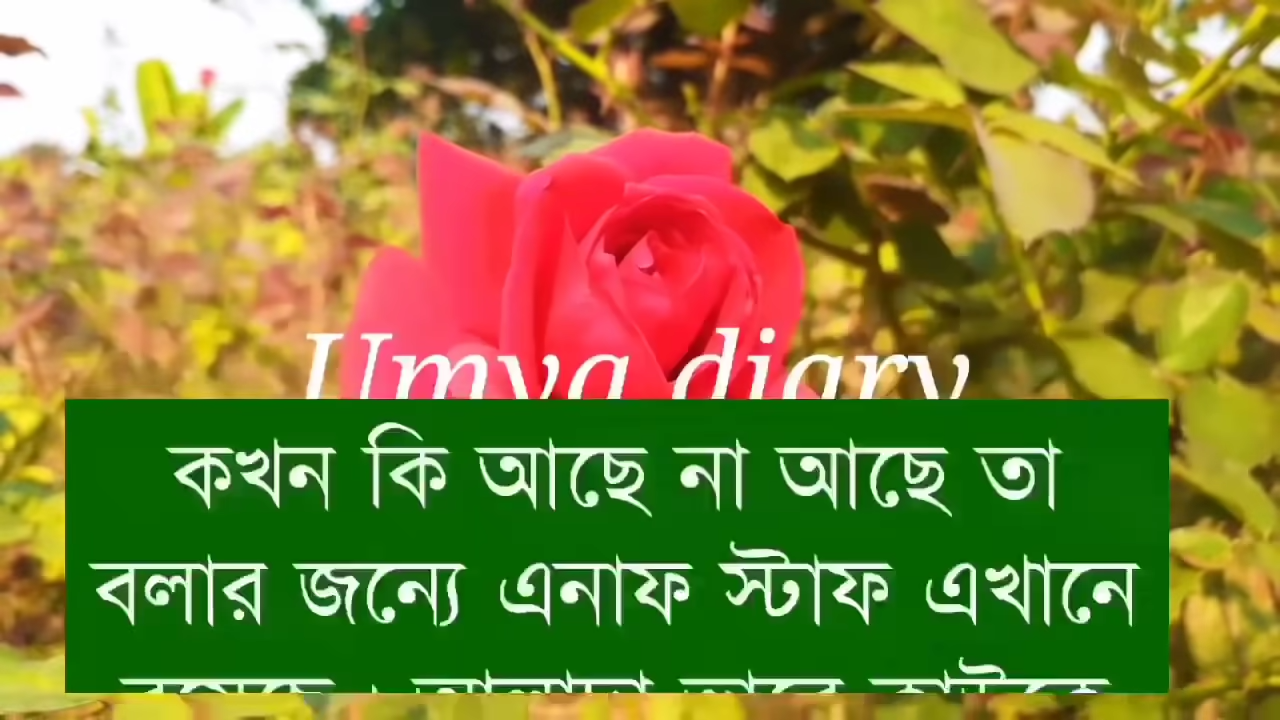 Umya diary
কখন কি আছে না আছে তা
বলার জন্যে এনাফ স্টাফ এখানে